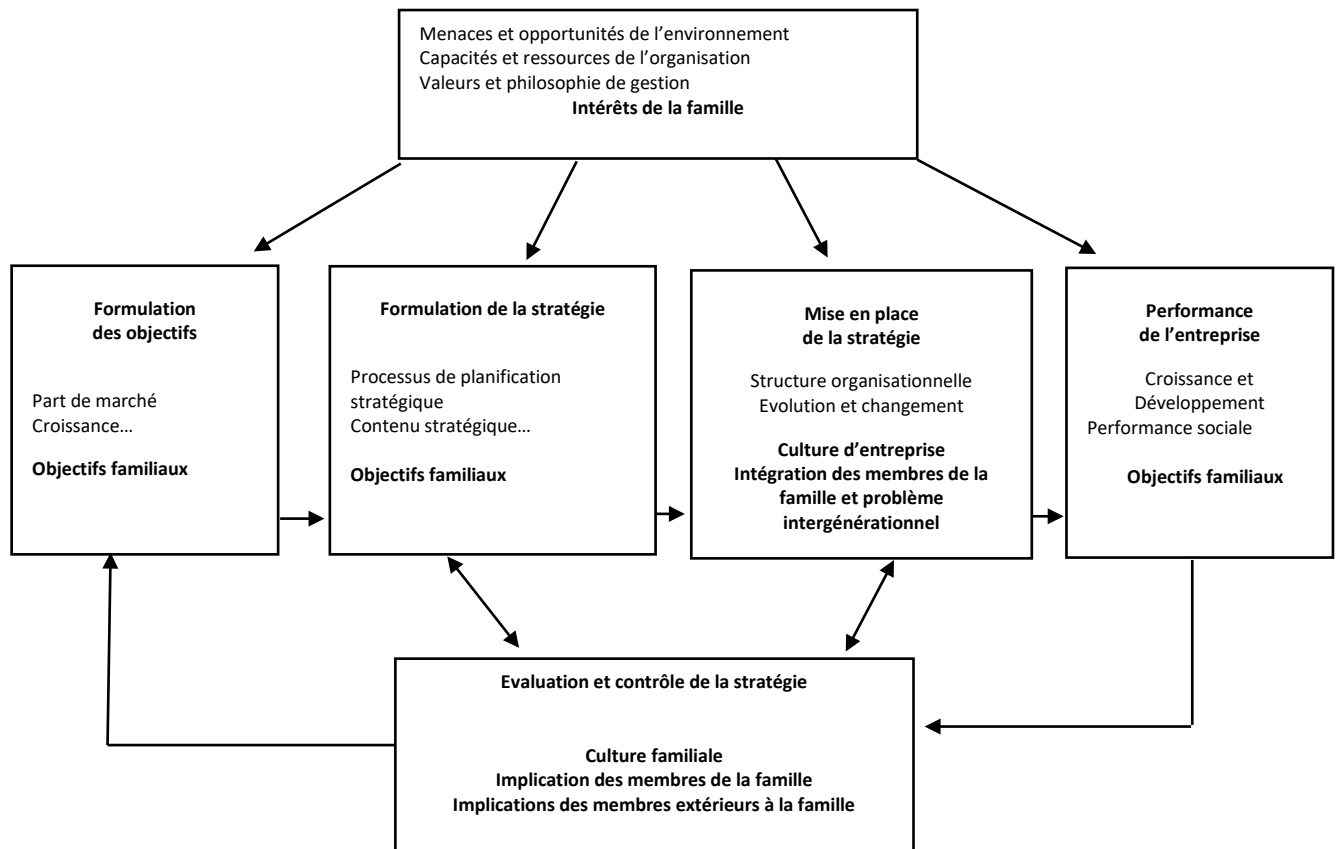 Menaces et opportunités de l’environnement
Capacités et ressources de l’organisation
Valeurs et philosophie de gestion
Intérêts de la famille
Formulation
des objectifs
Part de marché
Croissance…
Objectifs familiaux
Formulation de la stratégie
Processus de planification
stratégique
Contenu stratégique…
Objectifs familiaux
Mise en place
de la stratégie
Structure organisationnelle
Evolution et changement
Culture d’entreprise
Intégration des membres de la
famille et problème
intergénérationnel
Performance
de l’entreprise
Croissance et
Développement
Performance sociale
Objectifs familiaux
Evaluation et contrôle de la stratégie
Culture familiale
Implication des membres de la famille
Implications des membres extérieurs à la famille